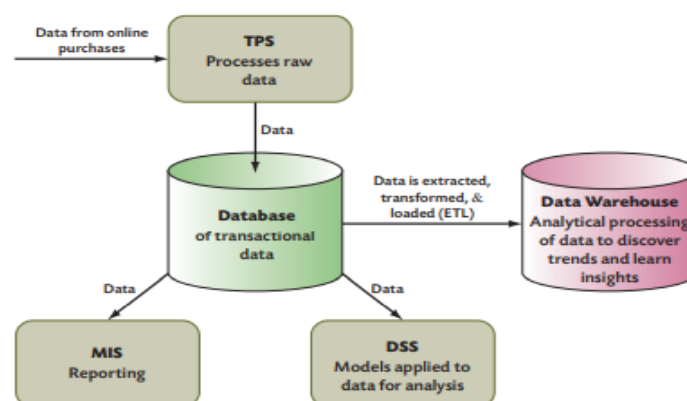 Data from online
purchases
TPS
Processes raw
data
Data
Database
of transactional
data
Data is extracted,
transformed, &
loaded (ETL)
Data Warehouse
Analytical processing
of data to discover
trends and learn
insights
Data
Data
MIS
Reporting
DSS
Models applied to
data for analysis